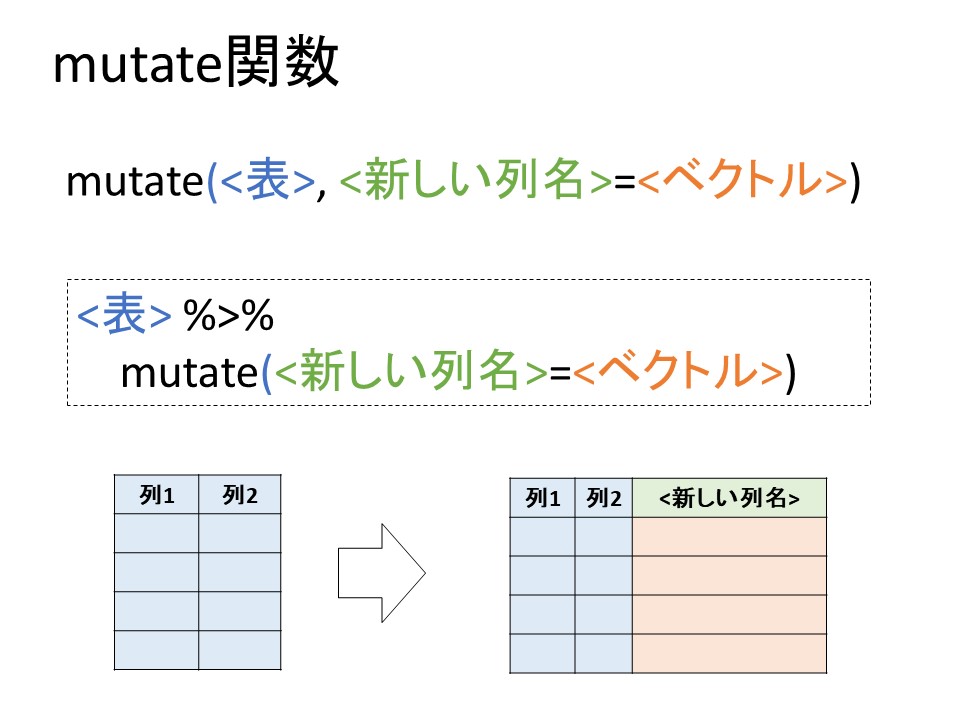 mutate関数
mutate(<表>, <新しい列名>=<ベクトル>)
<表> %>%
mutate(<新しい列名>=<ベクトル>)
列1 列2
列1 列2 <新しい列名>